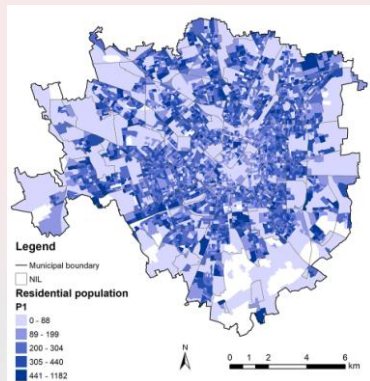 Legend
Municipal boundary
NIL
Residential population
P1
0 - 88
89 - 199
200 - 304
305 - 440
441 - 1182
N
0 1 2 4 6
km